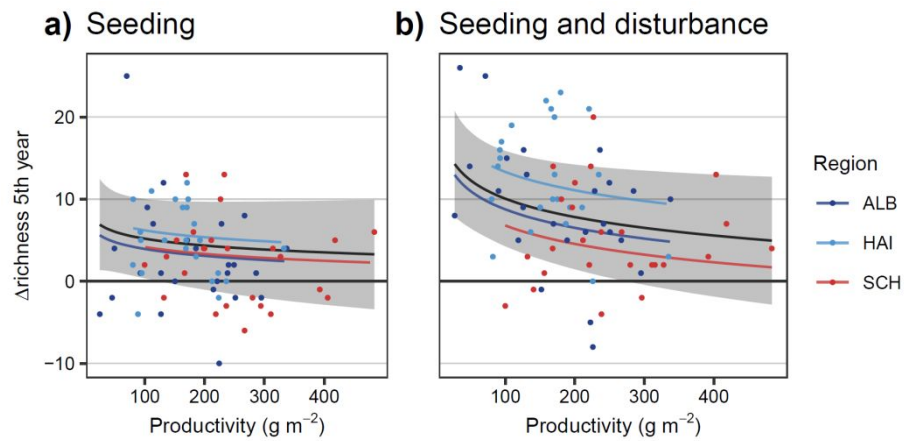 a) Seeding
b) Seeding and disturbance
Δrichness 5th year
20
10
0
−10
100 200 300 400
100 200 300 400
Productivity (g m⁻²)
Productivity (g m⁻²)
Region
ALB
HAI
SCH